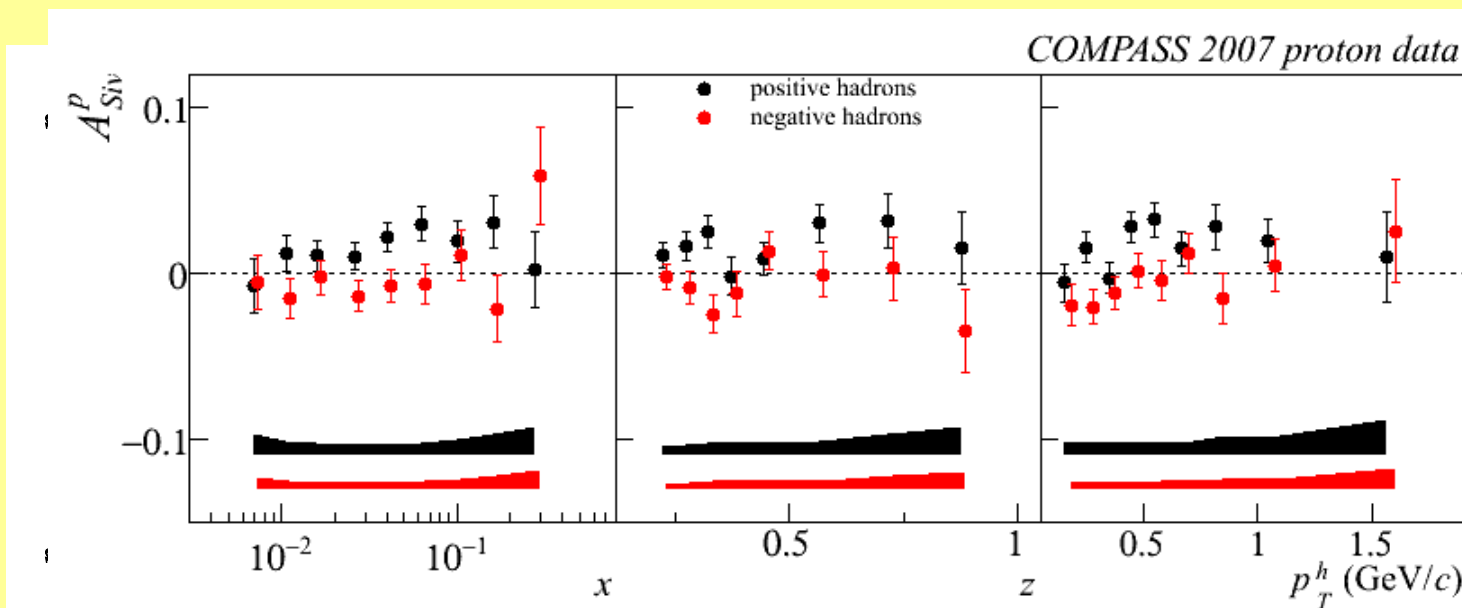 COMPASS 2007 proton data
A^p_Siv
positive hadrons
negative hadrons
0.1
0
−0.1
10^−2 10^−1 0.5 1 0.5 1 1.5
x z p_T^h (GeV/c)